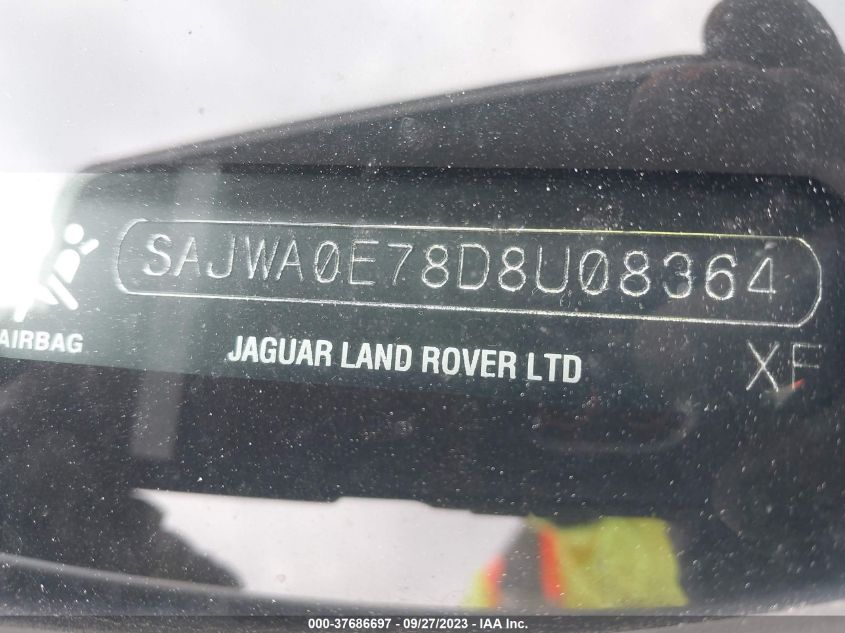 SAJWA0E78D8U08364
AIRBAG
JAGUAR LAND ROVER LTD
XF
000-37686697 - 09/27/2023 - IAA Inc.